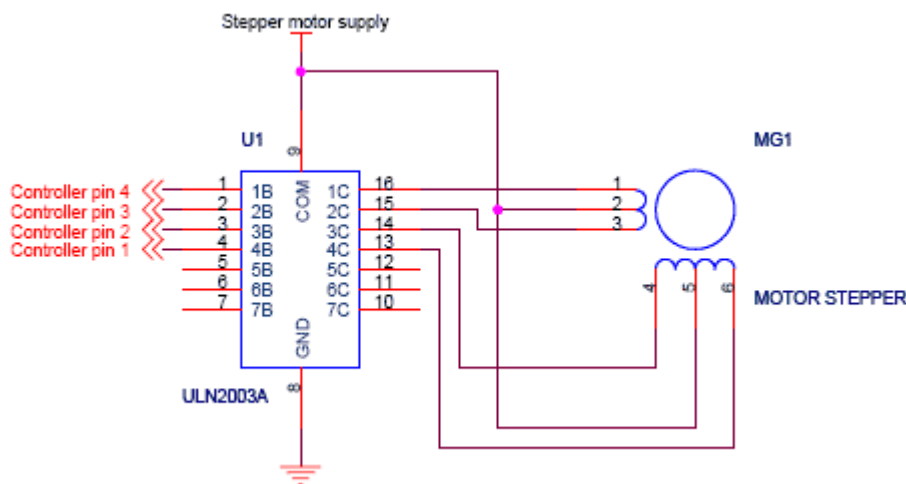 Stepper motor supply
U1
MG1
9
Controller pin 4 1 1B COM 1C 16 1
Controller pin 3 2 2B 2C 15 2
Controller pin 2 3 3B 3C 14 3
Controller pin 1 4 4B 4C 13
5 5B 5C 12
6 6B 6C 11
7 7B 7C 10
4 5 6
MOTOR STEPPER
GND
ULN2003A
8